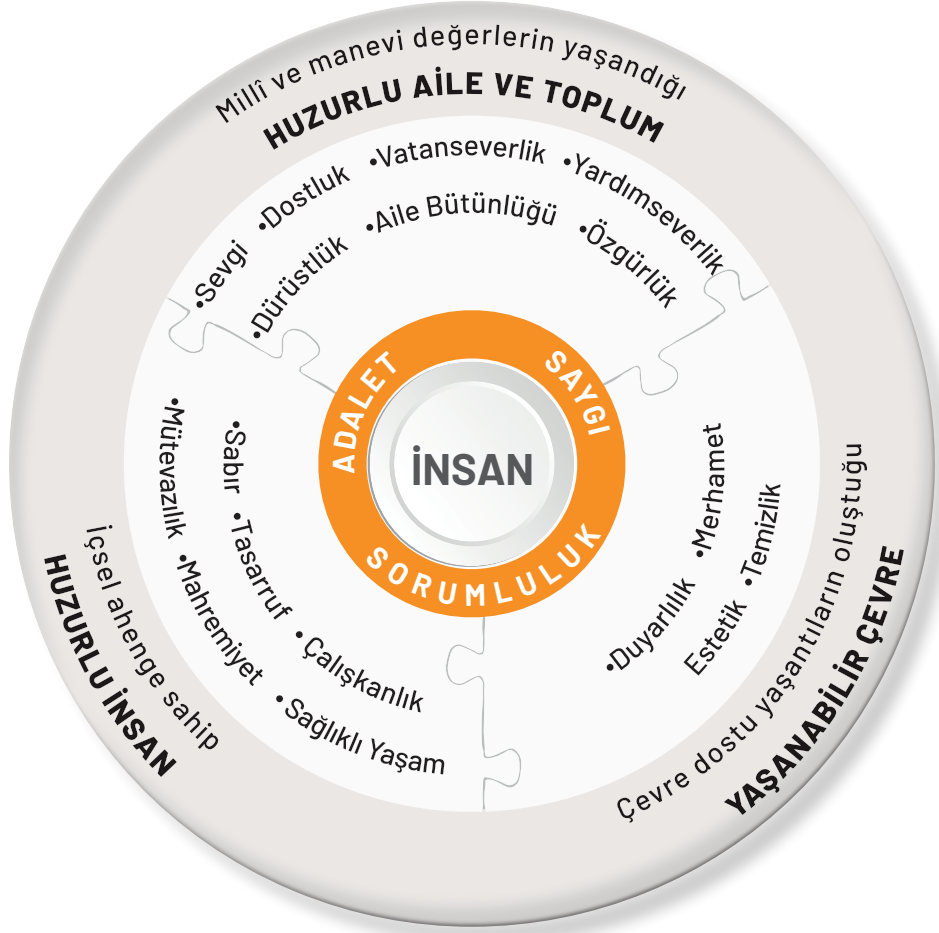 Millî ve manevi değerlerin yaşandığı
HUZURLU AİLE VE TOPLUM
•Sevgi •Dostluk •Vatanseverlik •Yardımseverlik
•Dürüstlük •Aile Bütünlüğü •Özgürlük
ADALET
SAYGI
SORUMLULUK
İNSAN
•Mütevazılık •Mahremiyet •Sağlıklı Yaşam
•Sabır •Tasarruf •Çalışkanlık
İçsel ahenge sahip
HUZURLU İNSAN
•Duyarlılık •Merhamet
Estetik •Temizlik
Çevre dostu yaşantıların oluştuğu
YAŞANABİLİR ÇEVRE